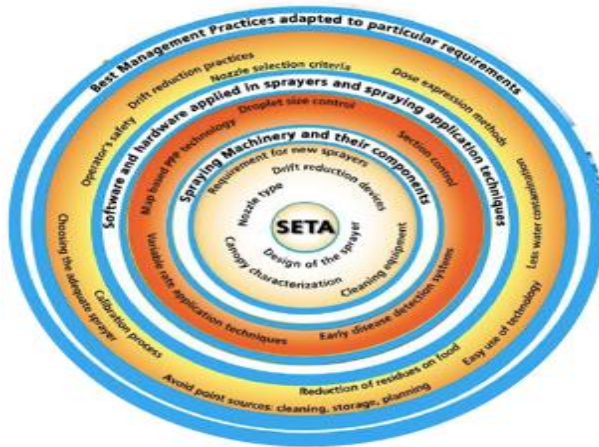 Best Management Practices adapted to particular requirements
Drift reduction practices
Nozzle selection criteria
Dose expression methods
Operator's safety
Less water contamination
Choosing the adequate sprayer
Calibration process
Easy use of technology
Reduction of residues on food
Avoid point sources: cleaning, storage, planning
Software and hardware applied in sprayers and spraying application techniques
Droplet size control
Map based PPP technology
Section control
Variable rate application techniques
Early disease detection systems
Spraying Machinery and their components
Requirement for new sprayers
Drift reduction devices
Nozzle type
SETA
Design of the sprayer
Canopy characterization
Cleaning equipment